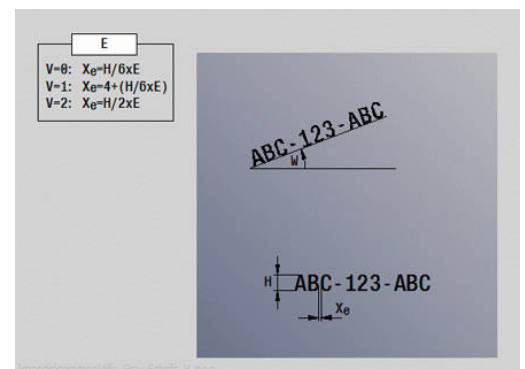 E
V=0: Xe=H/6xE
V=1: Xe=4+(H/6xE)
V=2: Xe=H/2xE
ABC-123-ABC
W
H
ABC-123-ABC
Xe